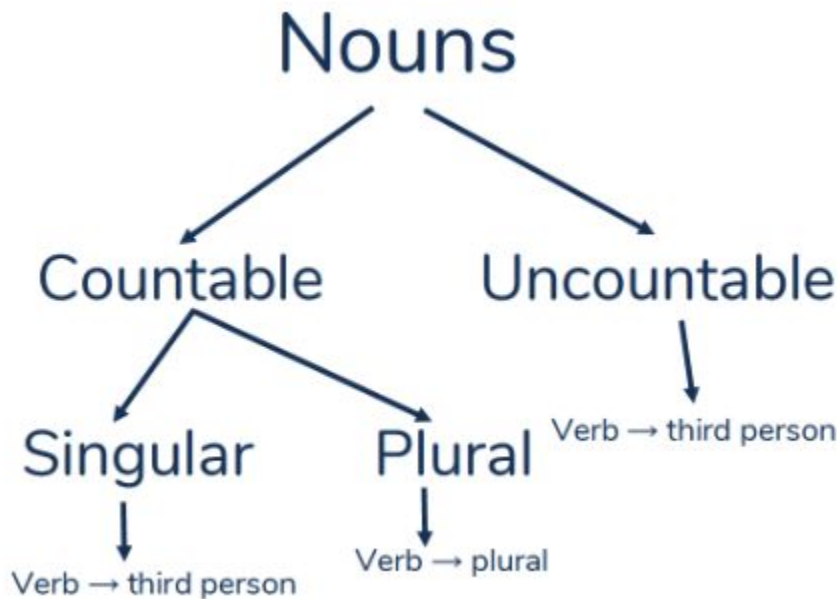 Nouns
Countable
Uncountable
Singular
Plural
Verb → third person
Verb → third person
Verb → plural